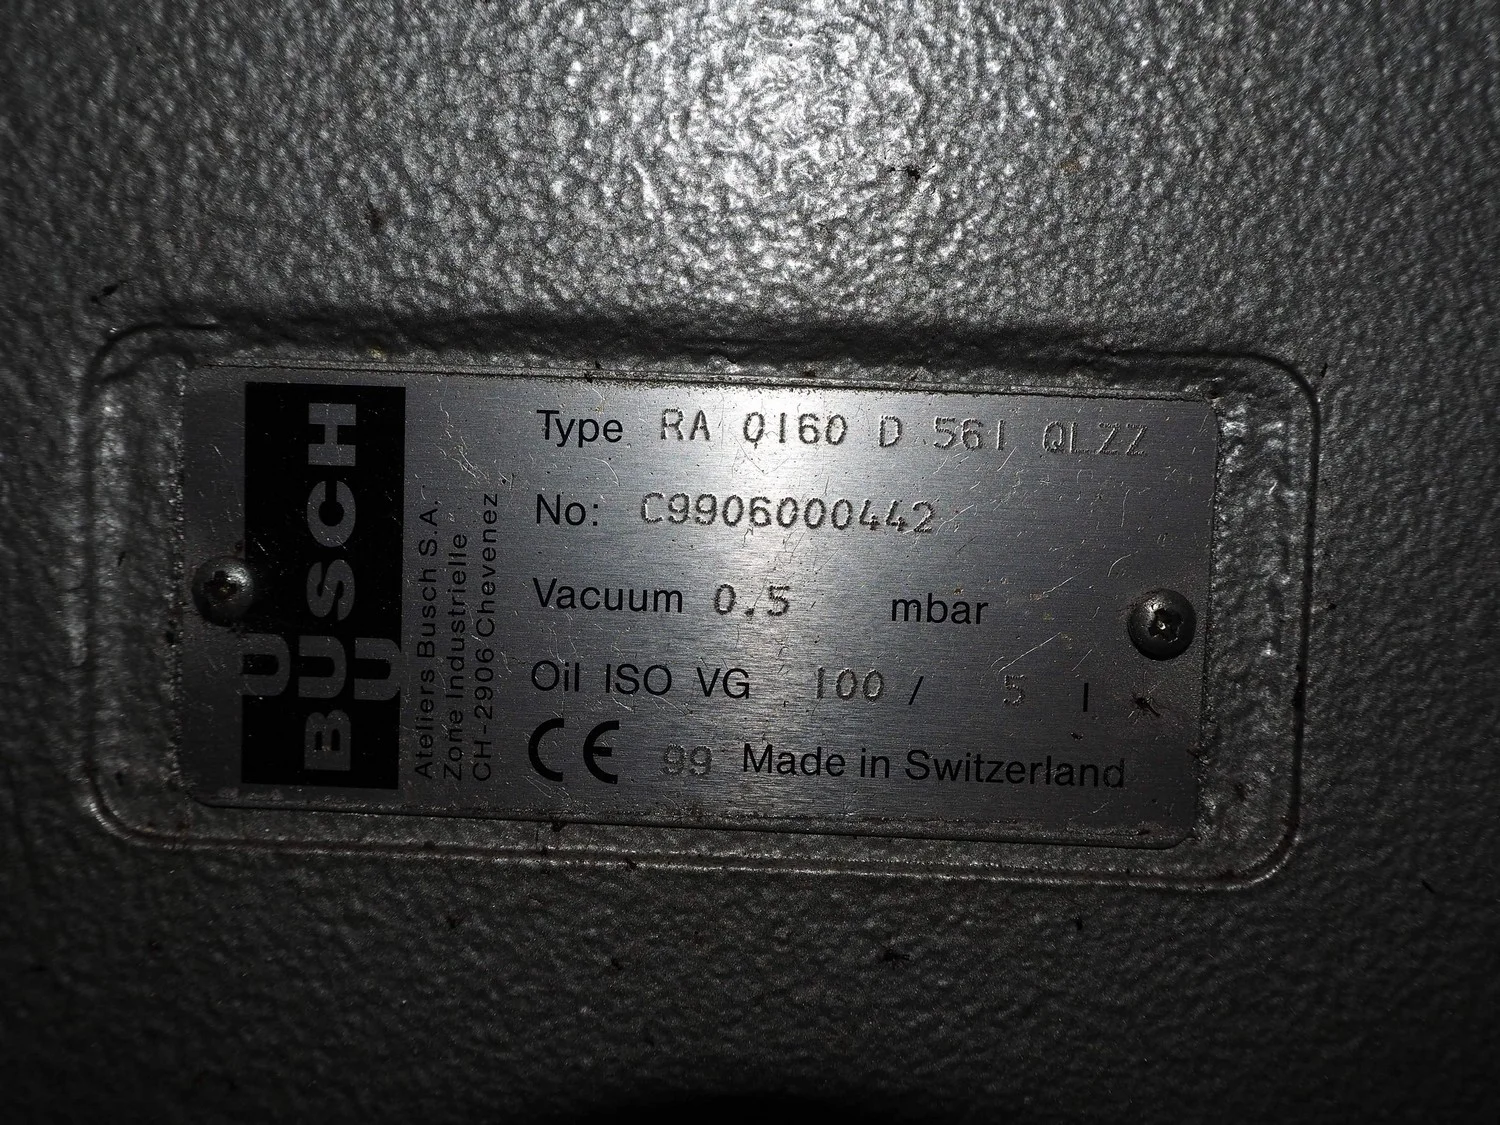 BUSCH
Ateliers Busch S.A.
Zone Industrielle
CH-2906 Chevenez
Type RA 0160 D 561 QLZZ
No: C9906000442
Vacuum 0.5 mbar
Oil ISO VG 100 / 5 l
CE 99 Made in Switzerland